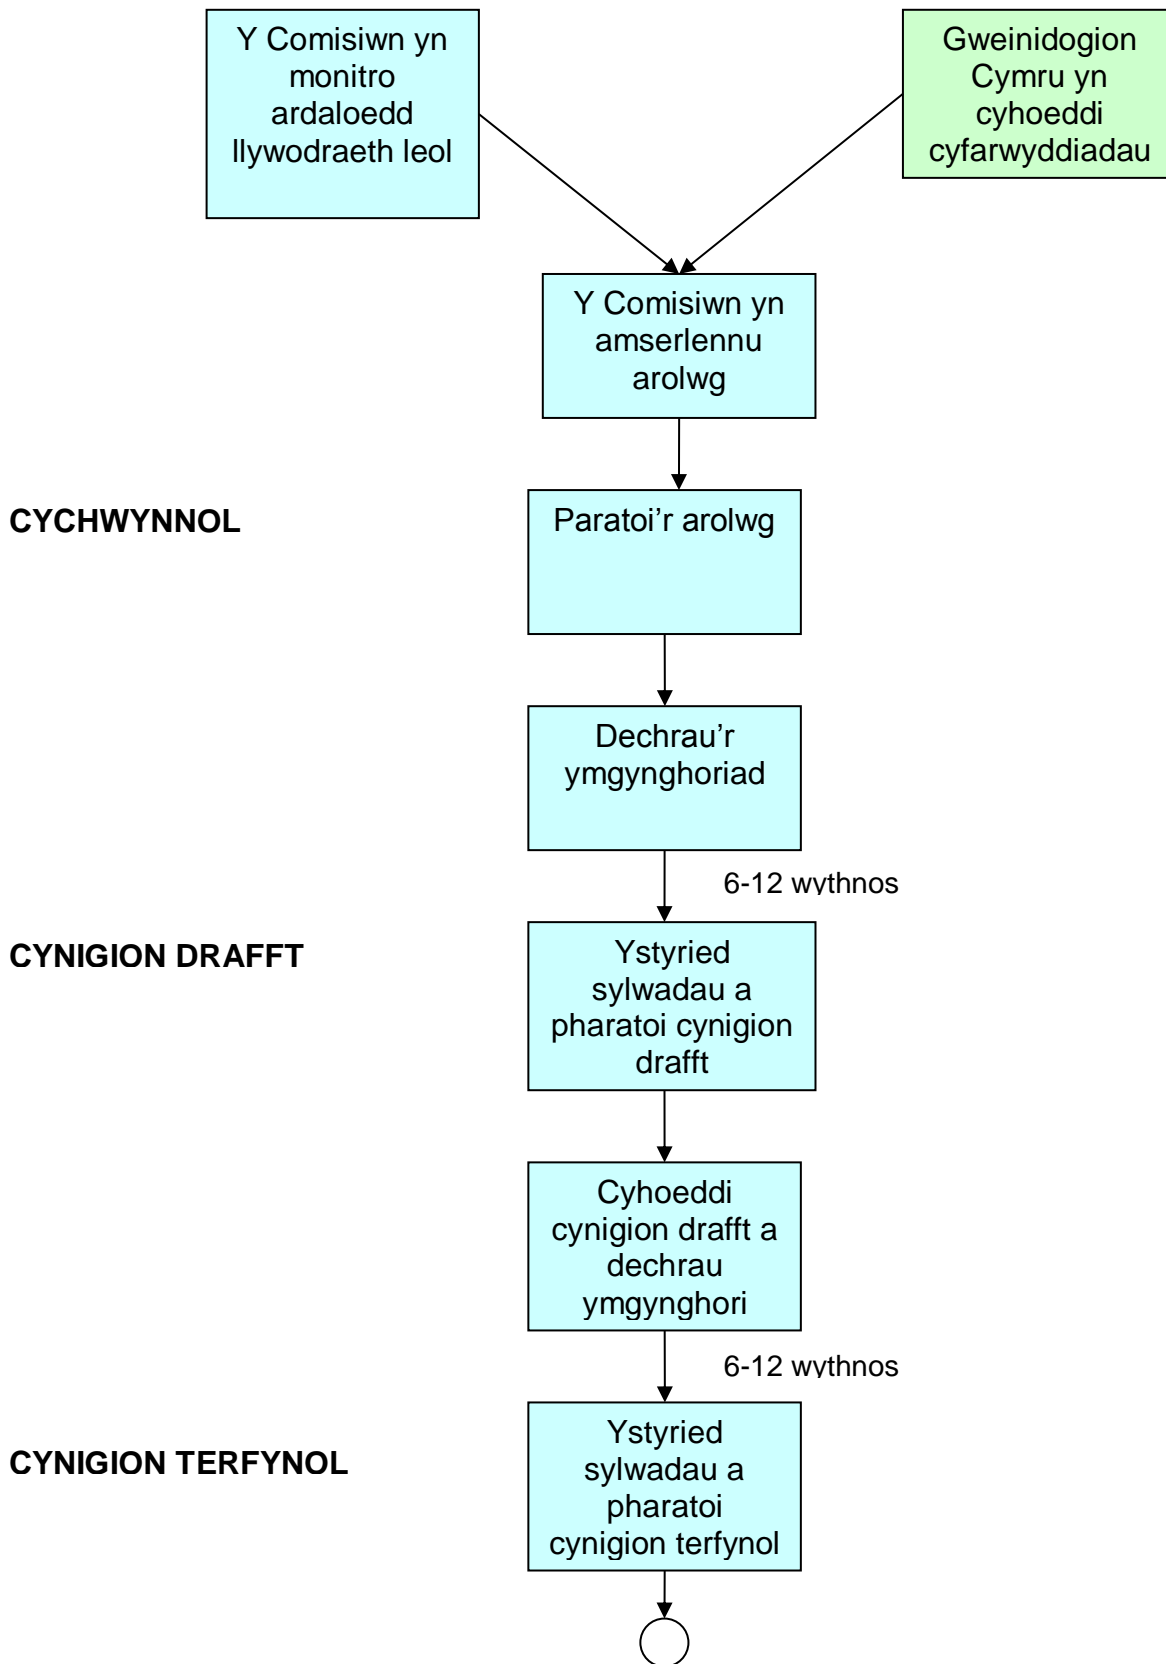 Y Comisiwn yn
monitro
ardaloedd
llywodraeth leol
Gweinidogion
Cymru yn
cyhoeddi
cyfarwyddiadau
Y Comisiwn yn
amserlennu
arolwg
CYCHWYNNOL
Paratoi’r arolwg
Dechrau’r
ymgynghoriad
6-12 wythnos
CYNIGION DRAFFT
Ystyried
sylwadau a
pharatoi cynigion
drafft
Cyhoeddi
cynigion drafft a
dechrau
ymgynghori
6-12 wythnos
CYNIGION TERFYNOL
Ystyried
sylwadau a
pharatoi
cynigion terfynol